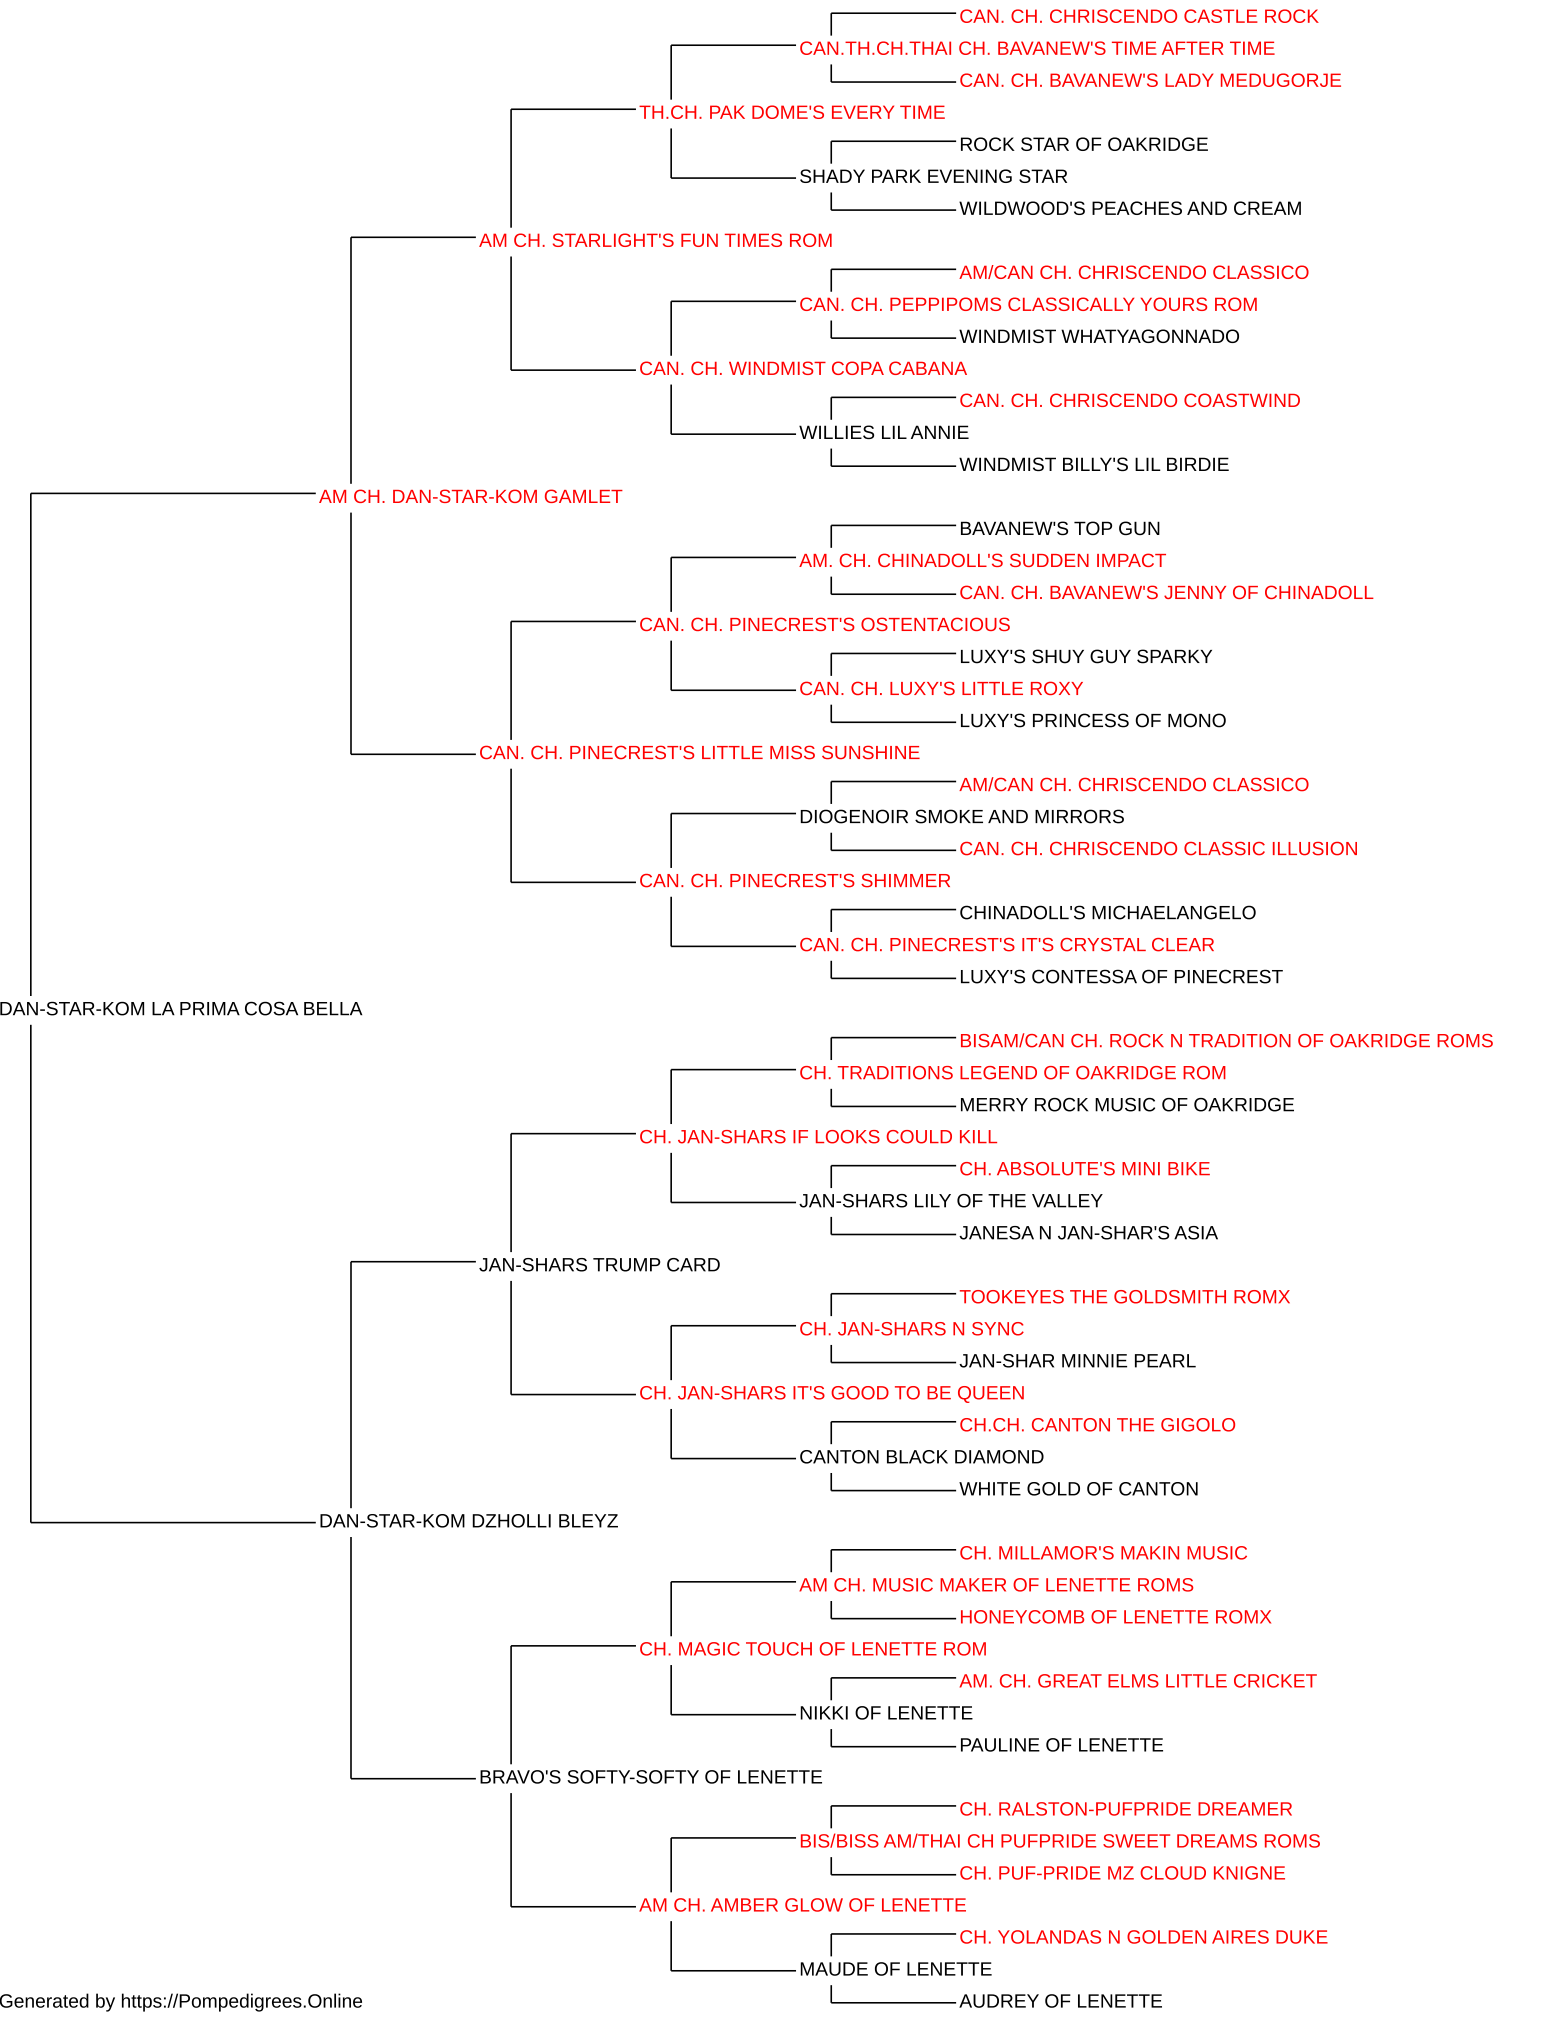 CAN. CH. CHRISCENDO CASTLE ROCK
CAN.TH.CH.THAI CH. BAVANEW'S TIME AFTER TIME
CAN. CH. BAVANEW'S LADY MEDUGORJE
TH.CH. PAK DOME'S EVERY TIME
ROCK STAR OF OAKRIDGE
SHADY PARK EVENING STAR
WILDWOOD'S PEACHES AND CREAM
AM CH. STARLIGHT'S FUN TIMES ROM
AM/CAN CH. CHRISCENDO CLASSICO
CAN. CH. PEPPIPOMS CLASSICALLY YOURS ROM
WINDMIST WHATYAGONNADO
CAN. CH. WINDMIST COPA CABANA
CAN. CH. CHRISCENDO COASTWIND
WILLIES LIL ANNIE
WINDMIST BILLY'S LIL BIRDIE
AM CH. DAN-STAR-KOM GAMLET
BAVANEW'S TOP GUN
AM. CH. CHINADOLL'S SUDDEN IMPACT
CAN. CH. BAVANEW'S JENNY OF CHINADOLL
CAN. CH. PINECREST'S OSTENTACIOUS
LUXY'S SHUY GUY SPARKY
CAN. CH. LUXY'S LITTLE ROXY
LUXY'S PRINCESS OF MONO
CAN. CH. PINECREST'S LITTLE MISS SUNSHINE
AM/CAN CH. CHRISCENDO CLASSICO
DIOGENOIR SMOKE AND MIRRORS
CAN. CH. CHRISCENDO CLASSIC ILLUSION
CAN. CH. PINECREST'S SHIMMER
CHINADOLL'S MICHAELANGELO
CAN. CH. PINECREST'S IT'S CRYSTAL CLEAR
LUXY'S CONTESSA OF PINECREST
DAN-STAR-KOM LA PRIMA COSA BELLA
BISAM/CAN CH. ROCK N TRADITION OF OAKRIDGE ROMS
CH. TRADITIONS LEGEND OF OAKRIDGE ROM
MERRY ROCK MUSIC OF OAKRIDGE
CH. JAN-SHARS IF LOOKS COULD KILL
CH. ABSOLUTE'S MINI BIKE
JAN-SHARS LILY OF THE VALLEY
JANESA N JAN-SHAR'S ASIA
JAN-SHARS TRUMP CARD
TOOKEYES THE GOLDSMITH ROMX
CH. JAN-SHARS N SYNC
JAN-SHAR MINNIE PEARL
CH. JAN-SHARS IT'S GOOD TO BE QUEEN
CH.CH. CANTON THE GIGOLO
CANTON BLACK DIAMOND
WHITE GOLD OF CANTON
DAN-STAR-KOM DZHOLLI BLEYZ
CH. MILLAMOR'S MAKIN MUSIC
AM CH. MUSIC MAKER OF LENETTE ROMS
HONEYCOMB OF LENETTE ROMX
CH. MAGIC TOUCH OF LENETTE ROM
AM. CH. GREAT ELMS LITTLE CRICKET
NIKKI OF LENETTE
PAULINE OF LENETTE
BRAVO'S SOFTY-SOFTY OF LENETTE
CH. RALSTON-PUFPRIDE DREAMER
BIS/BISS AM/THAI CH PUFPRIDE SWEET DREAMS ROMS
CH. PUF-PRIDE MZ CLOUD KNIGNE
AM CH. AMBER GLOW OF LENETTE
CH. YOLANDAS N GOLDEN AIRES DUKE
MAUDE OF LENETTE
AUDREY OF LENETTE
Generated by https://Pompedigrees.Online